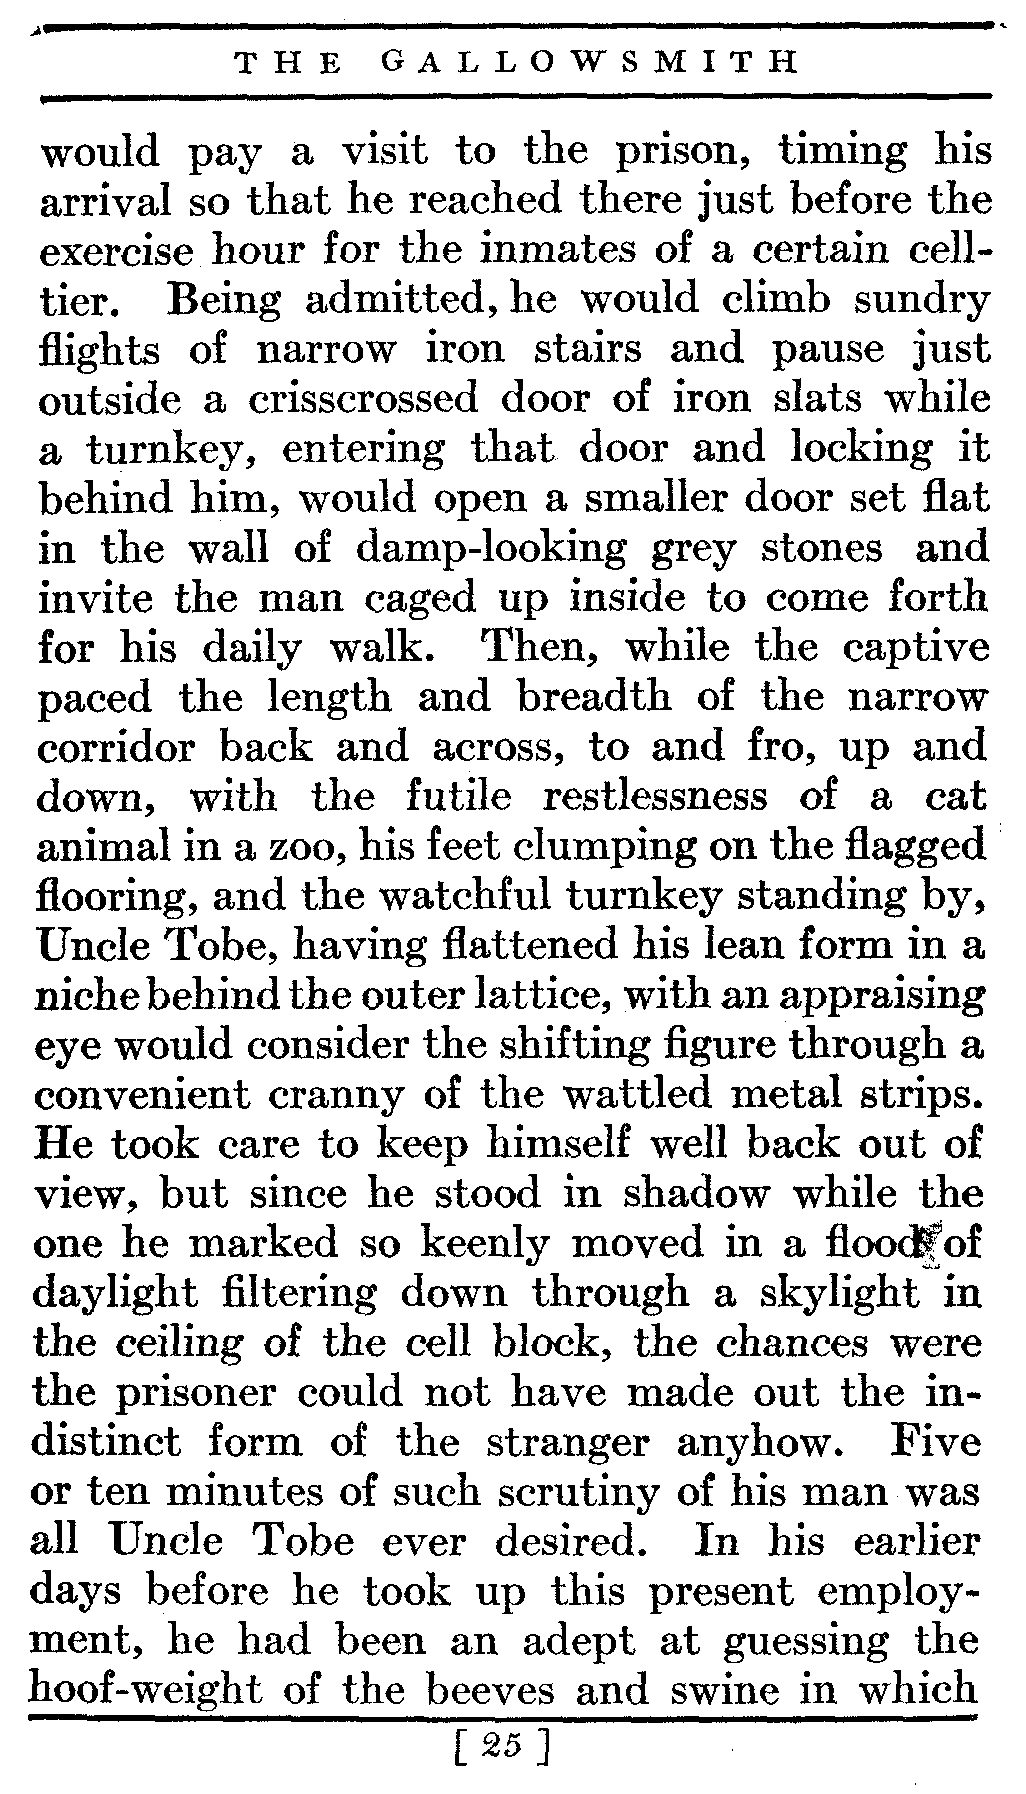 THE GALLOWSMITH
would pay a visit to the prison, timing his
arrival so that he reached there just before the
exercise hour for the inmates of a certain cell-
tier. Being admitted, he would climb sundry
flights of narrow iron stairs and pause just
outside a crisscrossed door of iron slats while
a turnkey, entering that door and locking it
behind him, would open a smaller door set flat
in the wall of damp-looking grey stones and
invite the man caged up inside to come forth
for his daily walk. Then, while the captive
paced the length and breadth of the narrow
corridor back and across, to and fro, up and
down, with the futile restlessness of a cat
animal in a zoo, his feet clumping on the flagged
flooring, and the watchful turnkey standing by,
Uncle Tobe, having flattened his lean form in a
niche behind the outer lattice, with an appraising
eye would consider the shifting figure through a
convenient cranny of the wattled metal strips.
He took care to keep himself well back out of
view, but since he stood in shadow while the
one he marked so keenly moved in a flood of
daylight filtering down through a skylight in
the ceiling of the cell block, the chances were
the prisoner could not have made out the in-
distinct form of the stranger anyhow. Five
or ten minutes of such scrutiny of his man was
all Uncle Tobe ever desired. In his earlier
days before he took up this present employ-
ment, he had been an adept at guessing the
hoof-weight of the beeves and swine in which
[ 25 ]